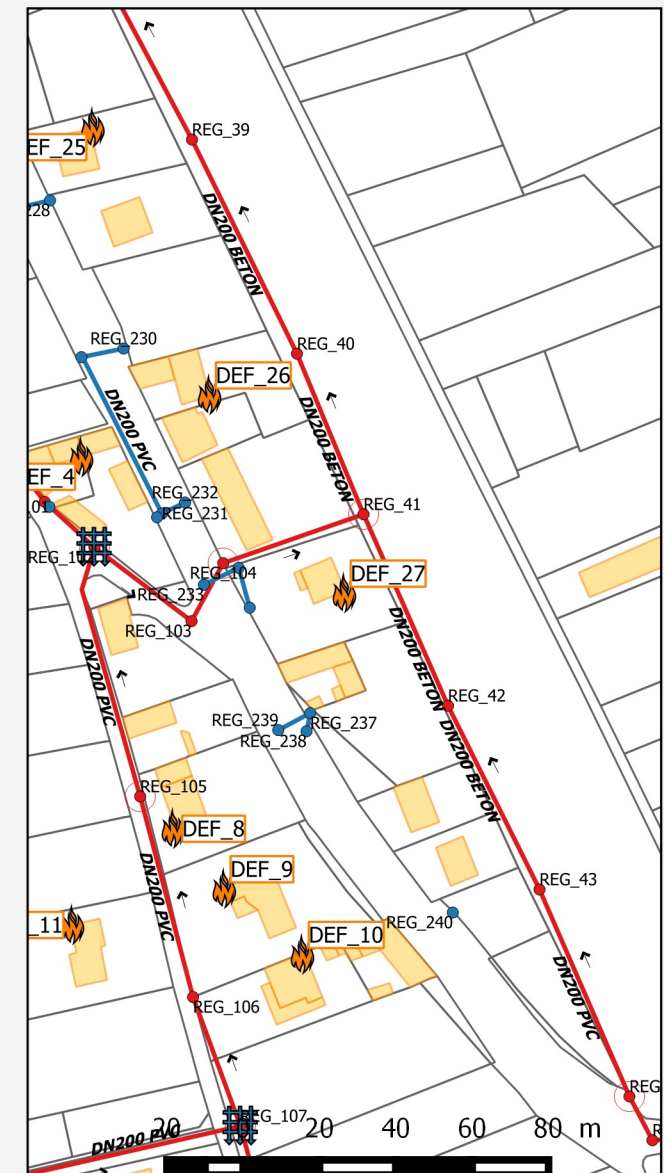 REG_39
EF_25
228
DN200 BETON
REG_230
REG_40
DEF_26
DN200 PVC
DN200 BETON
EF_4
REG_232
REG_41
REG_231
REG_104
DEF_27
REG_233
REG_103
DN200 BETON
DN200 PVC
REG_42
REG_239
REG_237
REG_238
DN200 BETON
REG_105
DEF_8
DN200 PVC
DEF_9
REG_43
_11
DEF_10
REG_240
DN200 PVC
REG_106
REG
REG_107
DN200 PVC
20 20 40 80 m